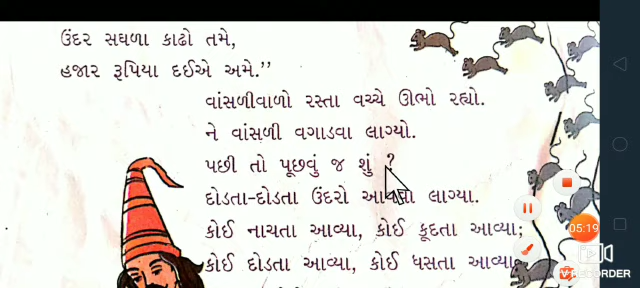 ઉંદર સઘળા કાઢો તમે,
હજાર રૂપિયા દઈએ અમે.”
વાંસળીવાળો રસ્તા વચ્ચે ઊભો રહ્યો.
ને વાંસળી વગાડવા લાગ્યો.
પછી તો પૂછવું જ શું ?
દોડતા-દોડતા ઉંદરો લાગ્યા.
કોઈ નાચતા આવ્યા, કોઈ કૂદતા આવ્યા;
કોઈ દોડતા આવ્યા, કોઈ ધસતા આવ્યા
05:19
RECORDER